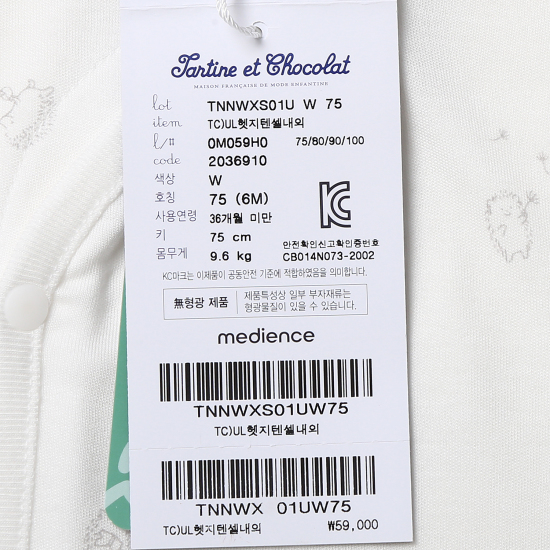 Tartine et Chocolat
MAISON FRANÇAISE DE MODE ENFANTINE
lot TNNWXS01U W 75
item TC)UL헷지텐셀내의
l/# 0M059H0 75/80/90/100
code 2036910
색상 W
호칭 75 (6M)
사용연령 36개월 미만
키 75 cm
몸무게 9.6 kg
안전확인신고확인증번호
CB014N073-2002
KC마크는 이제품이 공동안전 기준에 적합하였음을 의미합니다.
無형광 제품
제품특성상 일부 부자재류는
형광물질이 있을 수 있습니다.
medience
TNNWXS01UW75
TC)UL헷지텐셀내의
TNNWX 01UW75
TC)UL헷지텐셀내의 ₩59,000